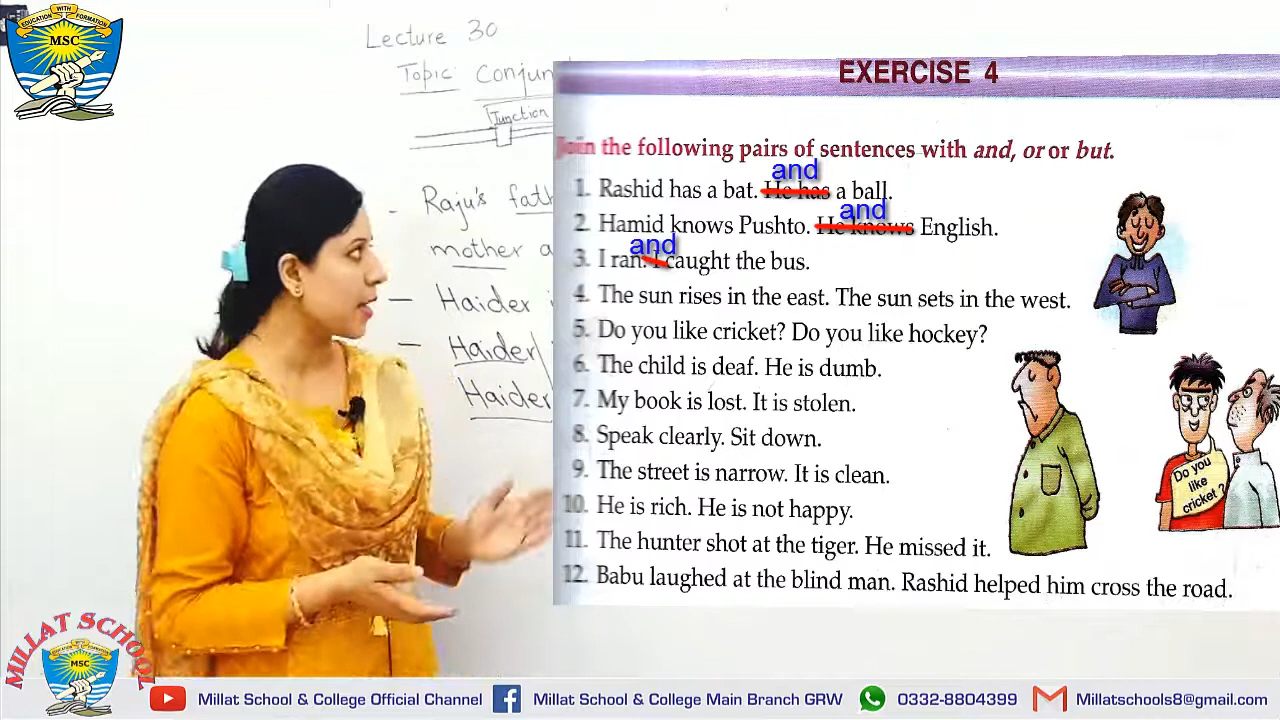 EDUCATION WITH FORMATION
MSC
Lecture 30
Topic: Conjun
Junction
- Raju's fath
mother a
- Haider i
- Haider
Haider
EXERCISE 4
Join the following pairs of sentences with and, or or but.
and
1. Rashid has a bat. He has a ball.
and
2. Hamid knows Pushto. He knows English.
and
3. I ran. I caught the bus.
4. The sun rises in the east. The sun sets in the west.
5. Do you like cricket? Do you like hockey?
6. The child is deaf. He is dumb.
7. My book is lost. It is stolen.
8. Speak clearly. Sit down.
9. The street is narrow. It is clean.
10. He is rich. He is not happy.
11. The hunter shot at the tiger. He missed it.
12. Babu laughed at the blind man. Rashid helped him cross the road.
Do you
like
cricket?
MILLAT SCHOOL
MSC
Millat School & College Official Channel
Millat School & College Main Branch GRW
0332-8804399
Millatschools8@gmail.com